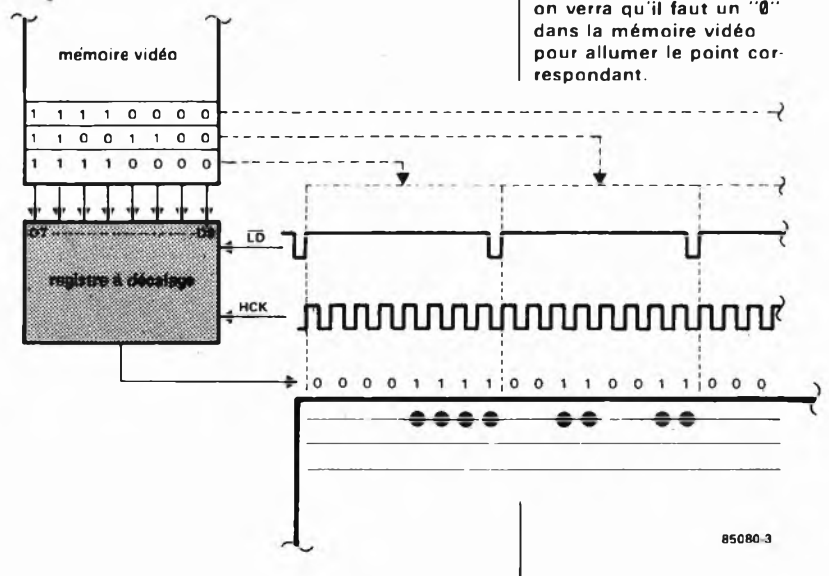 on verra qu'il faut un "0"
dans la mémoire vidéo
pour allumer le point cor-
respondant.
mémoire vidéo
1 1 1 1 0 0 0 0
1 1 0 0 1 1 0 0
1 1 1 1 0 0 0 0
D7 D0
registre à décalage
LD
HCK
0 0 0 0 1 1 1 1 0 0 1 1 0 0 1 1 0 0 0
85080-3